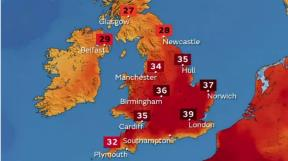 27
Glasgow
29
Belfast
28
Newcastle
34
Manchester
35
Hull
36
Birmingham
37
Norwich
35
Cardiff
39
London
Southampton
32
Plymouth